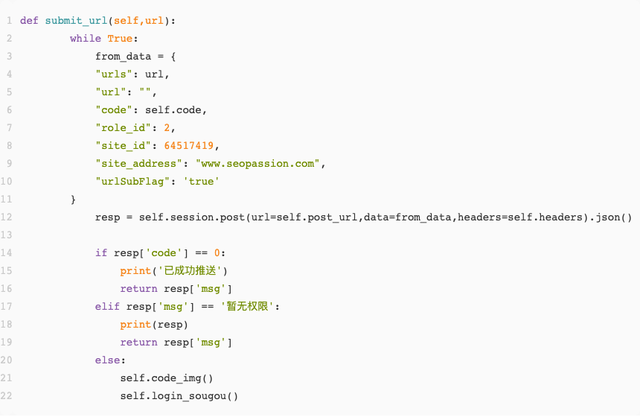 1 def submit_url(self,url):
2 while True:
3 from_data = {
4 "urls": url,
5 "url": "",
6 "code": self.code,
7 "role_id": 2,
8 "site_id": 64517419,
9 "site_address": "www.seopassion.com",
10 "urlSubFlag": 'true'
11 }
12 resp = self.session.post(url=self.post_url,data=from_data,headers=self.headers).json()
13
14 if resp['code'] == 0:
15 print('已成功推送')
16 return resp['msg']
17 elif resp['msg'] == '暂无权限':
18 print(resp)
19 return resp['msg']
20 else:
21 self.code_img()
22 self.login_sougou()